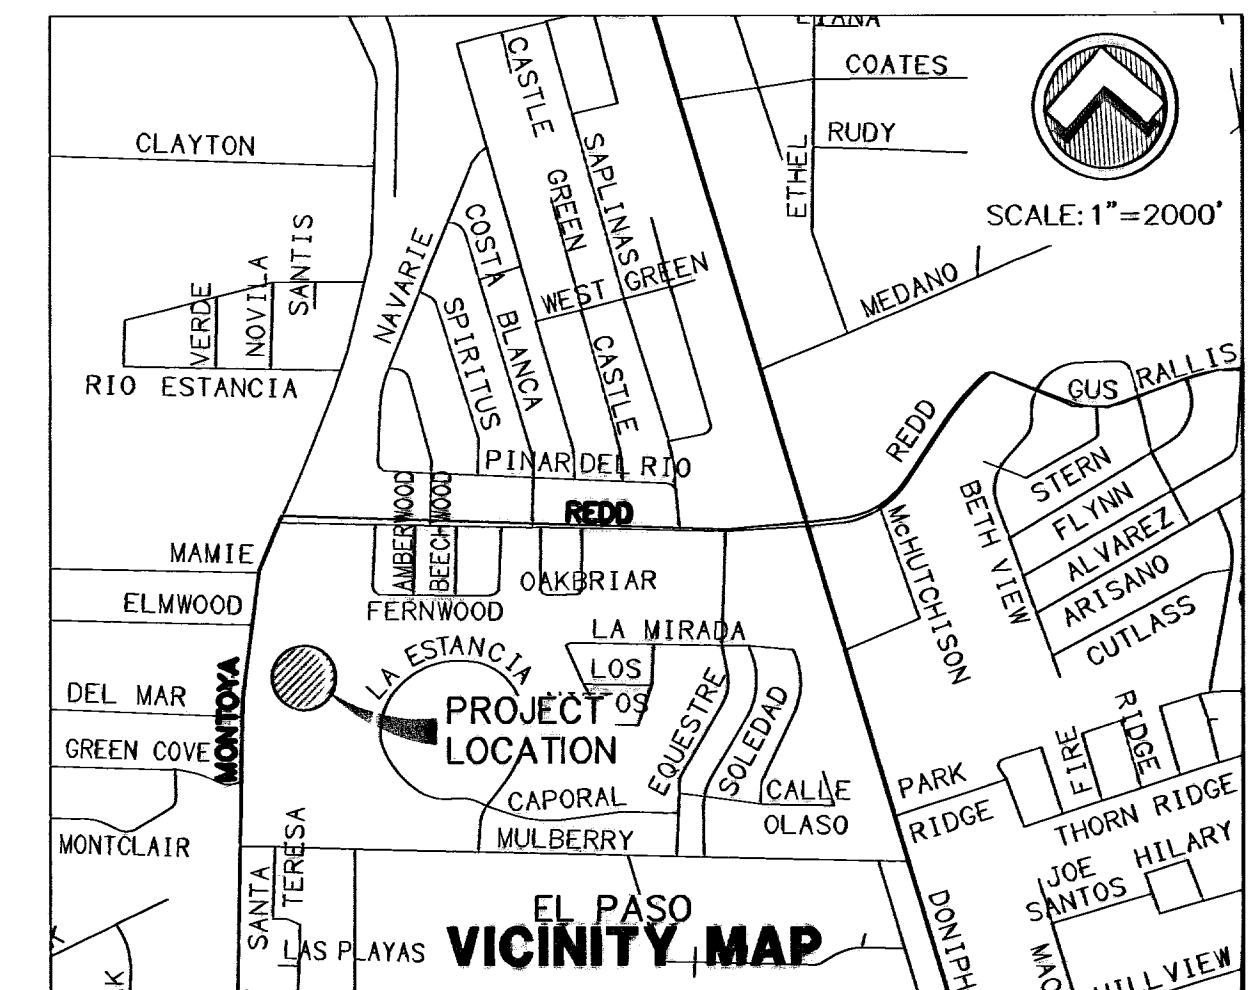 COATES
CLAYTON
RUDY
ETHEL
CASTLE GREEN
SAPLINAS
SCALE: 1"=2000'
SANTIS
NOVILA
VERDE
NAVARIE
COSTA BLANCA
WEST GREEN
MEDANO
SPIRITUS
CASTLE
RIO ESTANCIA
GUS RALLIS
REDD
PINAR DEL RIO
STERN
FLYNN
ALVAREZ
ARISANO
CUTLASS
BETH VIEW
McHUTCHISON
AMBERWOOD
BEECHWOOD
REDD
MAMIE
OAKBRIAR
ELMWOOD
FERNWOOD
LA MIRADA
LA ESTANCIA
LOS
DEL MAR
MONTOYA
GREEN COVE
PROJECT
LOCATION
EQUESTRE
SOLEDAD
FIRE
RIDGE
PARK
RIDGE
THORN RIDGE
CAPORAL
CALLE
OLASO
MULBERRY
MONTCLAIR
SANTA
TERESA
JOE
SANTOS
HILARY
EL PASO
LAS PLAYAS
VICINITY MAP
DONIPH
HILLVIEW